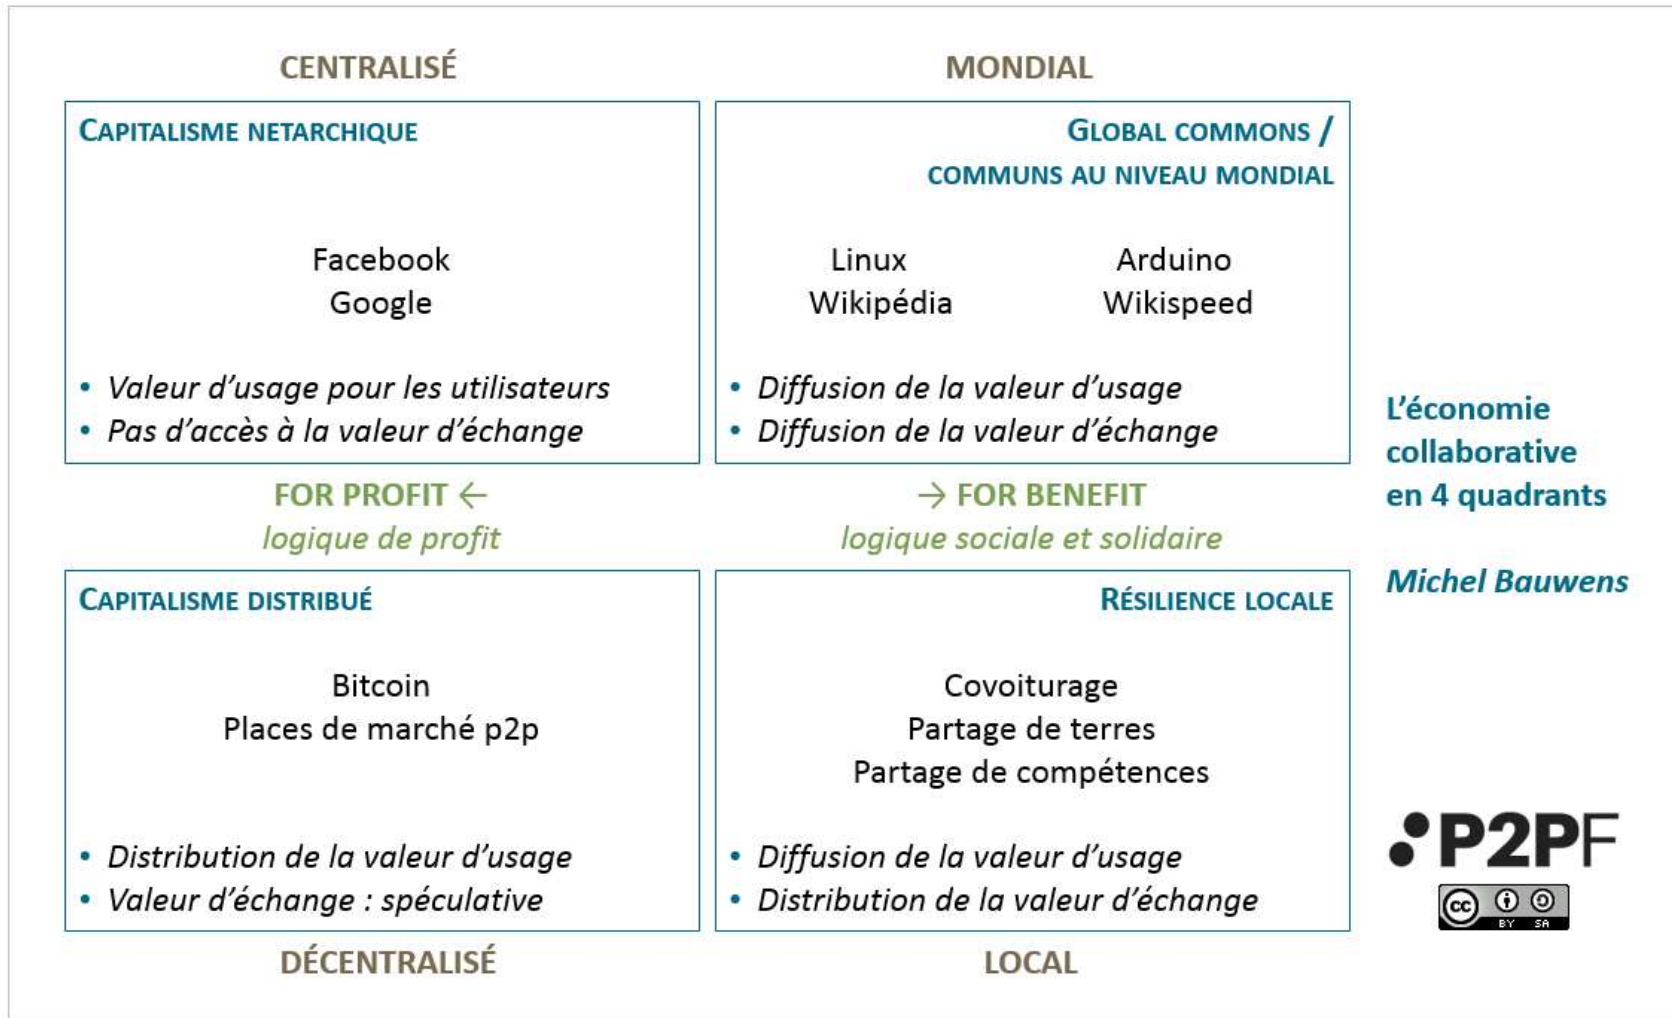 CENTRALISÉ
MONDIAL
CAPITALISME NETARCHIQUE
Facebook
Google
• Valeur d’usage pour les utilisateurs
• Pas d’accès à la valeur d’échange
GLOBAL COMMONS /
COMMUNS AU NIVEAU MONDIAL
Linux Arduino
Wikipédia Wikispeed
• Diffusion de la valeur d’usage
• Diffusion de la valeur d’échange
FOR PROFIT ←
logique de profit
→ FOR BENEFIT
logique sociale et solidaire
CAPITALISME DISTRIBUÉ
Bitcoin
Places de marché p2p
• Distribution de la valeur d’usage
• Valeur d’échange : spéculative
RÉSILIENCE LOCALE
Covoiturage
Partage de terres
Partage de compétences
• Diffusion de la valeur d’usage
• Distribution de la valeur d’échange
DÉCENTRALISÉ
LOCAL
L’économie
collaborative
en 4 quadrants
Michel Bauwens
P2PF
cc
BY SA